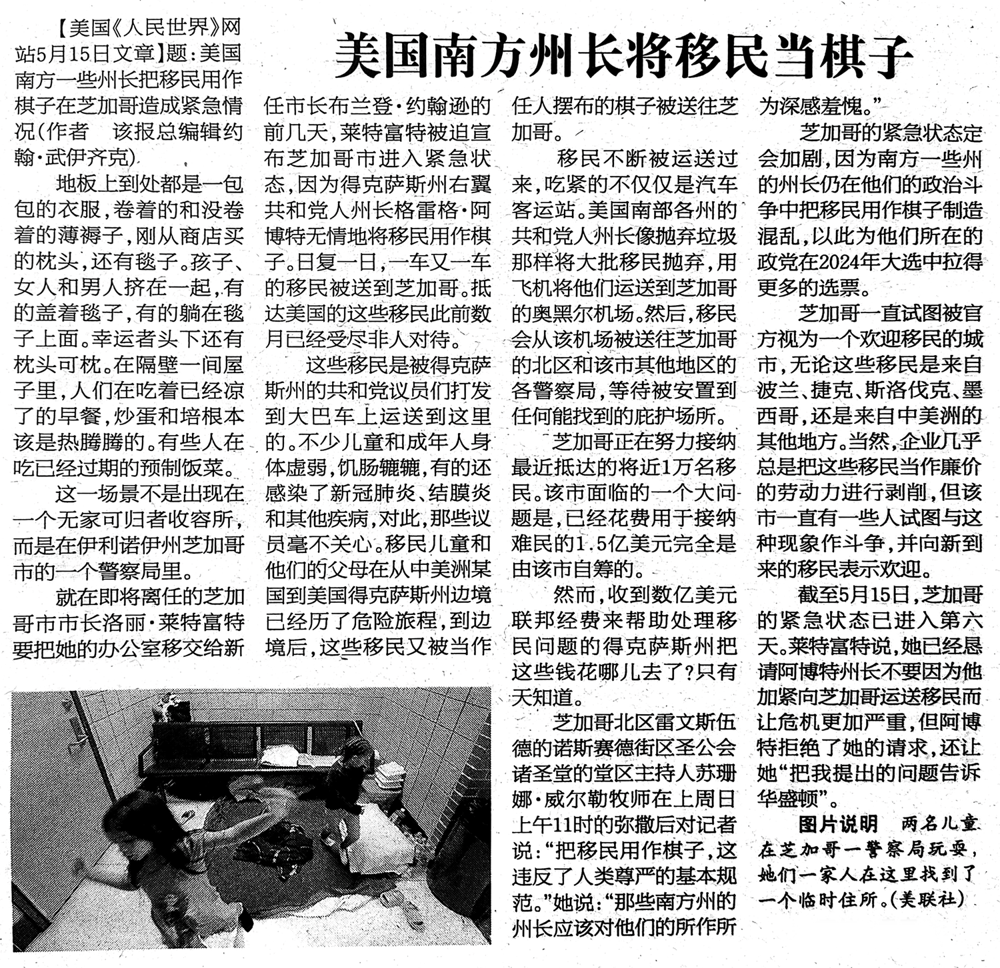 美国南方州长将移民当棋子
【美国《人民世界》网
站5月15日文章】题：美国
南方一些州长把移民用作
棋子在芝加哥造成紧急情
况（作者　该报总编辑约
翰·武伊齐克）
地板上到处都是一包
包的衣服，卷着的和没卷
着的薄褥子，刚从商店买
的枕头，还有毯子。孩子、
女人和男人挤在一起，有
的盖着毯子，有的躺在毯
子上面。幸运者头下还有
枕头可枕。在隔壁一间屋
子里，人们在吃着已经凉
了的早餐，炒蛋和培根本
该是热腾腾的。有些人在
吃已经过期的预制饭菜。
这一场景不是出现在
一个无家可归者收容所，
而是在伊利诺伊州芝加哥
市的一个警察局里。
就在即将离任的芝加
哥市市长洛丽·莱特富特
要把她的办公室移交给新
任市长布兰登·约翰逊的
前几天，莱特富特被迫宣
布芝加哥市进入紧急状
态，因为得克萨斯州右翼
共和党人州长格雷格·阿
博特无情地将移民用作棋
子。日复一日，一车又一车
的移民被送到芝加哥。抵
达美国的这些移民此前数
月已经受尽非人对待。
这些移民是被得克萨
斯州的共和党议员们打发
到大巴车上运送到这里
的。不少儿童和成年人身
体虚弱，饥肠辘辘，有的还
感染了新冠肺炎、结膜炎
和其他疾病，对此，那些议
员毫不关心。移民儿童和
他们的父母在从中美洲某
国到美国得克萨斯州边境
已经历了危险旅程，到边
境后，这些移民又被当作
任人摆布的棋子被送往芝
加哥。
移民不断被运送过
来，吃紧的不仅仅是汽车
客运站。美国南部各州的
共和党人州长像抛弃垃圾
那样将大批移民抛弃，用
飞机将他们运送到芝加哥
的奥黑尔机场。然后，移民
会从该机场被送往芝加哥
的北区和该市其他地区的
各警察局，等待被安置到
任何能找到的庇护场所。
芝加哥正在努力接纳
最近抵达的将近1万名移
民。该市面临的一个大问
题是，已经花费用于接纳
难民的1.5亿美元完全是
由该市自筹的。
然而，收到数亿美元
联邦经费来帮助处理移
民问题的得克萨斯州把
这些钱花哪儿去了？只有
天知道。
芝加哥北区雷文斯伍
德的诺斯赛德街区圣公会
诸圣堂的堂区主持人苏珊
娜·威尔勒牧师在上周日
上午11时的弥撒后对记者
说：“把移民用作棋子，这
违反了人类尊严的基本规
范。”她说：“那些南方州的
州长应该对他们的所作所
为深感羞愧。”
芝加哥的紧急状态定
会加剧，因为南方一些州
的州长仍在他们的政治斗
争中把移民用作棋子制造
混乱，以此为他们所在的
政党在2024年大选中拉得
更多的选票。
芝加哥一直试图被官
方视为一个欢迎移民的城
市，无论这些移民是来自
波兰、捷克、斯洛伐克、墨
西哥，还是来自中美洲的
其他地方。当然，企业几乎
总是把这些移民当作廉价
的劳动力进行剥削，但该
市一直有一些人试图与这
种现象作斗争，并向新到
来的移民表示欢迎。
截至5月15日，芝加哥
的紧急状态已进入第六
天。莱特富特说，她已经恳
请阿博特州长不要因为他
加紧向芝加哥运送移民而
让危机更加严重，但阿博
特拒绝了她的请求，还让
她“把我提出的问题告诉
华盛顿”。
图片说明　两名儿童
在芝加哥一警察局玩耍，
她们一家人在这里找到了
一个临时住所。（美联社）